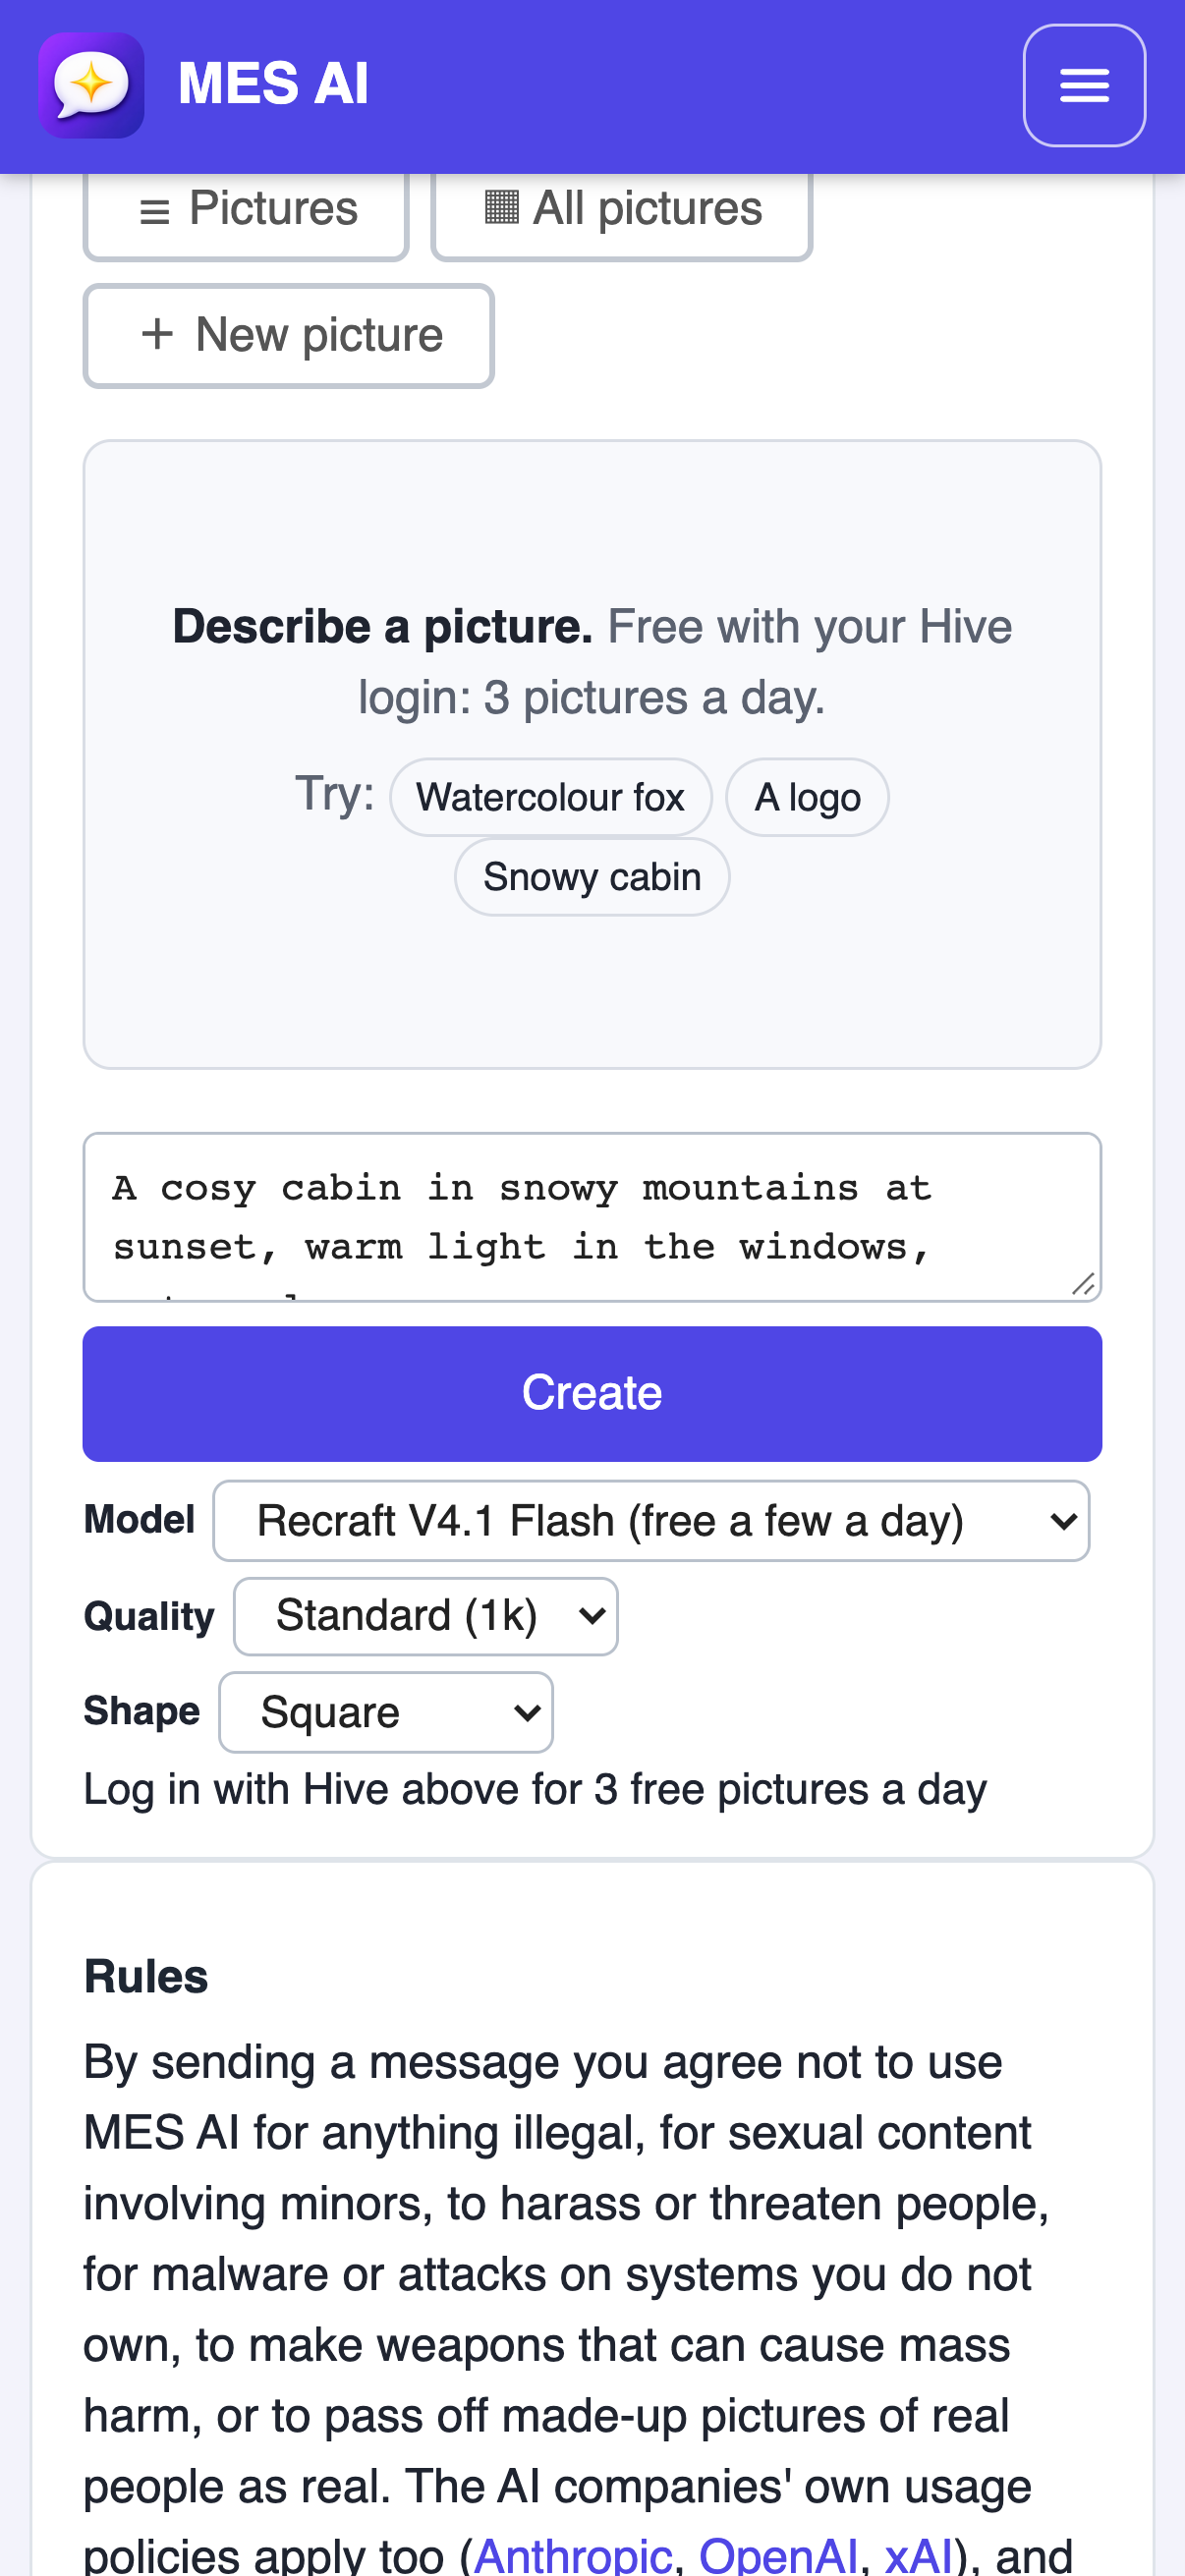 MES AI
≡ Pictures
▦ All pictures
+ New picture
Describe a picture. Free with your Hive
login: 3 pictures a day.
Try: Watercolour fox A logo
Snowy cabin
A cosy cabin in snowy mountains at
sunset, warm light in the windows,
Create
Model Recraft V4.1 Flash (free a few a day)
Quality Standard (1k)
Shape Square
Log in with Hive above for 3 free pictures a day
Rules
By sending a message you agree not to use
MES AI for anything illegal, for sexual content
involving minors, to harass or threaten people,
for malware or attacks on systems you do not
own, to make weapons that can cause mass
harm, or to pass off made-up pictures of real
people as real. The AI companies' own usage
policies apply too (Anthropic, OpenAI, xAI), and